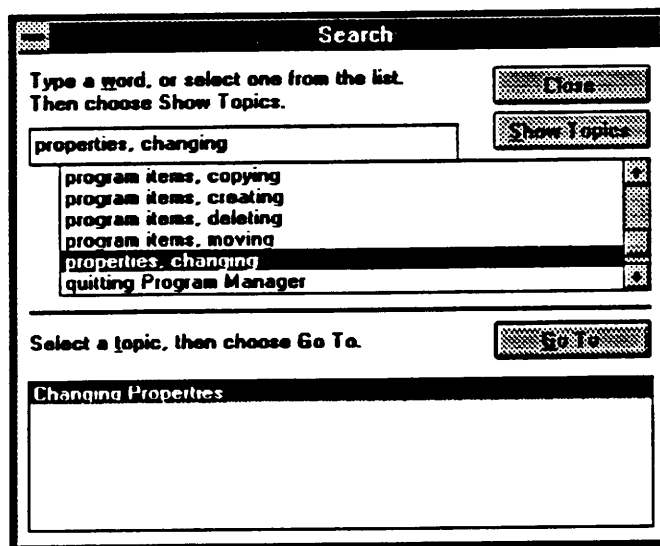 Search
Type a word, or select one from the list.
Then choose Show Topics.
Close
Show Topics
properties, changing
program items, copying
program items, creating
program items, deleting
program items, moving
properties, changing
quitting Program Manager
Select a topic, then choose Go To.
Go To
Changing Properties